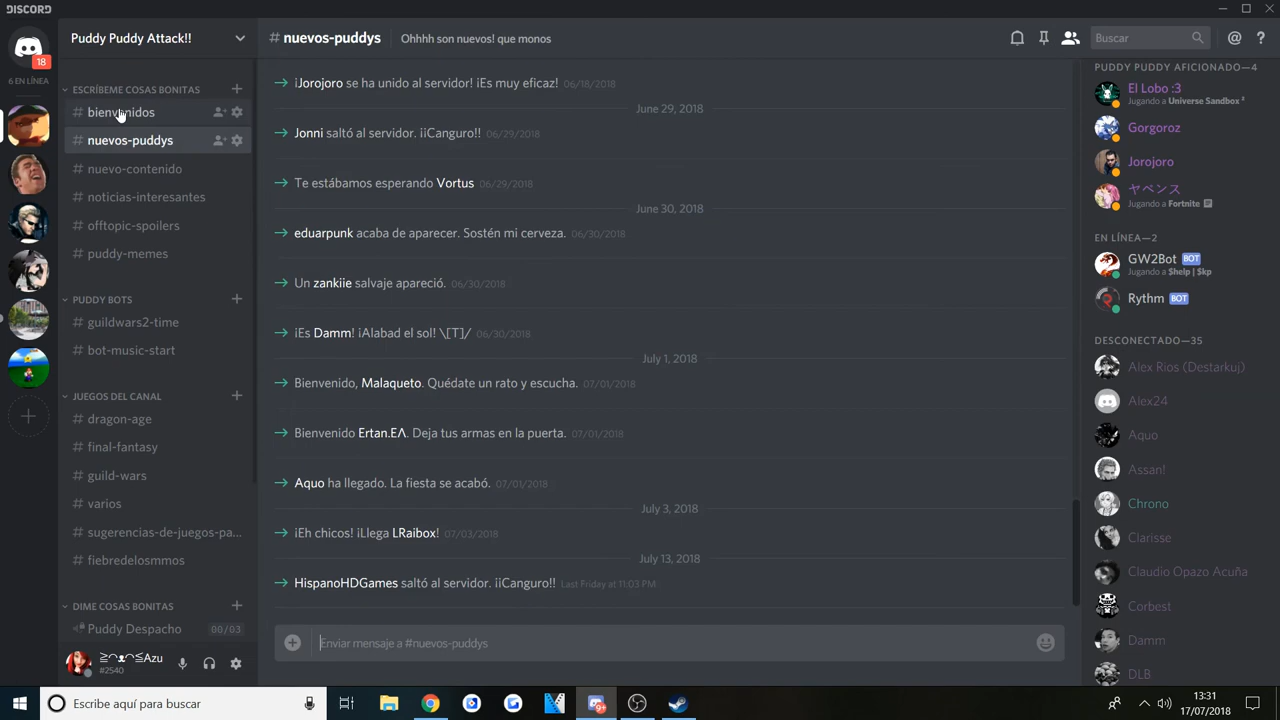 DISCORD
18
6 EN LÍNEA
Puddy Puddy Attack!!
ESCRÍBEME COSAS BONITAS
# bienvenidos
# nuevos-puddys
# nuevo-contenido
# noticias-interesantes
# offtopic-spoilers
# puddy-memes
PUDDY BOTS
# guildwars2-time
# bot-music-start
JUEGOS DEL CANAL
# dragon-age
# final-fantasy
# guild-wars
# varios
# sugerencias-de-juegos-pa...
# fiebredelosmmos
DIME COSAS BONITAS
Puddy Despacho 00/03
≧◠ᴥ◠≦Azu
#2540
# nuevos-puddys Ohhhh son nuevos! que monos
Buscar
¡Jorojoro se ha unido al servidor! ¡Es muy eficaz! 06/18/2018
June 29, 2018
Jonni saltó al servidor. ¡¡Canguro!! 06/29/2018
Te estábamos esperando Vortus 06/29/2018
June 30, 2018
eduarpunk acaba de aparecer. Sostén mi cerveza. 06/30/2018
Un zankiie salvaje apareció. 06/30/2018
¡Es Damm! ¡Alabad el sol! \[T]/ 06/30/2018
July 1, 2018
Bienvenido, Malaqueto. Quédate un rato y escucha. 07/01/2018
Bienvenido Ertan.EΛ. Deja tus armas en la puerta. 07/01/2018
Aquo ha llegado. La fiesta se acabó. 07/01/2018
July 3, 2018
¡Eh chicos! ¡Llega LRaibox! 07/03/2018
July 13, 2018
HispanoHDGames saltó al servidor. ¡¡Canguro!! Last Friday at 11:03 PM
Enviar mensaje a #nuevos-puddys
PUDDY PUDDY AFICIONADO—4
El Lobo :3
Jugando a Universe Sandbox ²
Gorgoroz
Jorojoro
ヤベンス
Jugando a Fortnite
EN LÍNEA—2
GW2Bot BOT
Jugando a $help | $kp
Rythm BOT
DESCONECTADO—35
Alex Rios (Destarkuj)
Alex24
Aquo
Assan!
Chrono
Clarisse
Claudio Opazo Acuña
Corbest
Damm
DLB
Escribe aquí para buscar
9+
13:31
17/07/2018